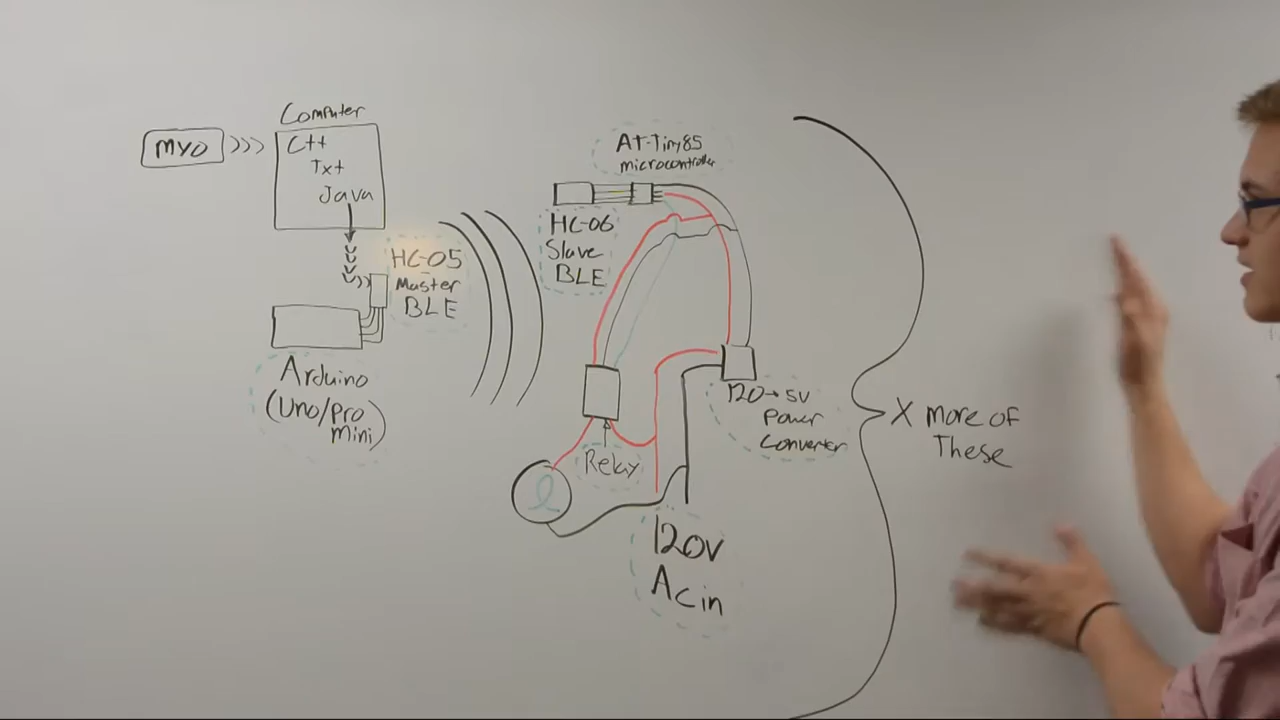 Computer
MYO
C++
Txt
Java
HC-05
Master
BLE
Arduino
(Uno/pro
mini)
AT-Tiny85
microcontroller
HC-06
Slave
BLE
120→5V
Power
Converter
Relay
120V
AC in
X more of
These